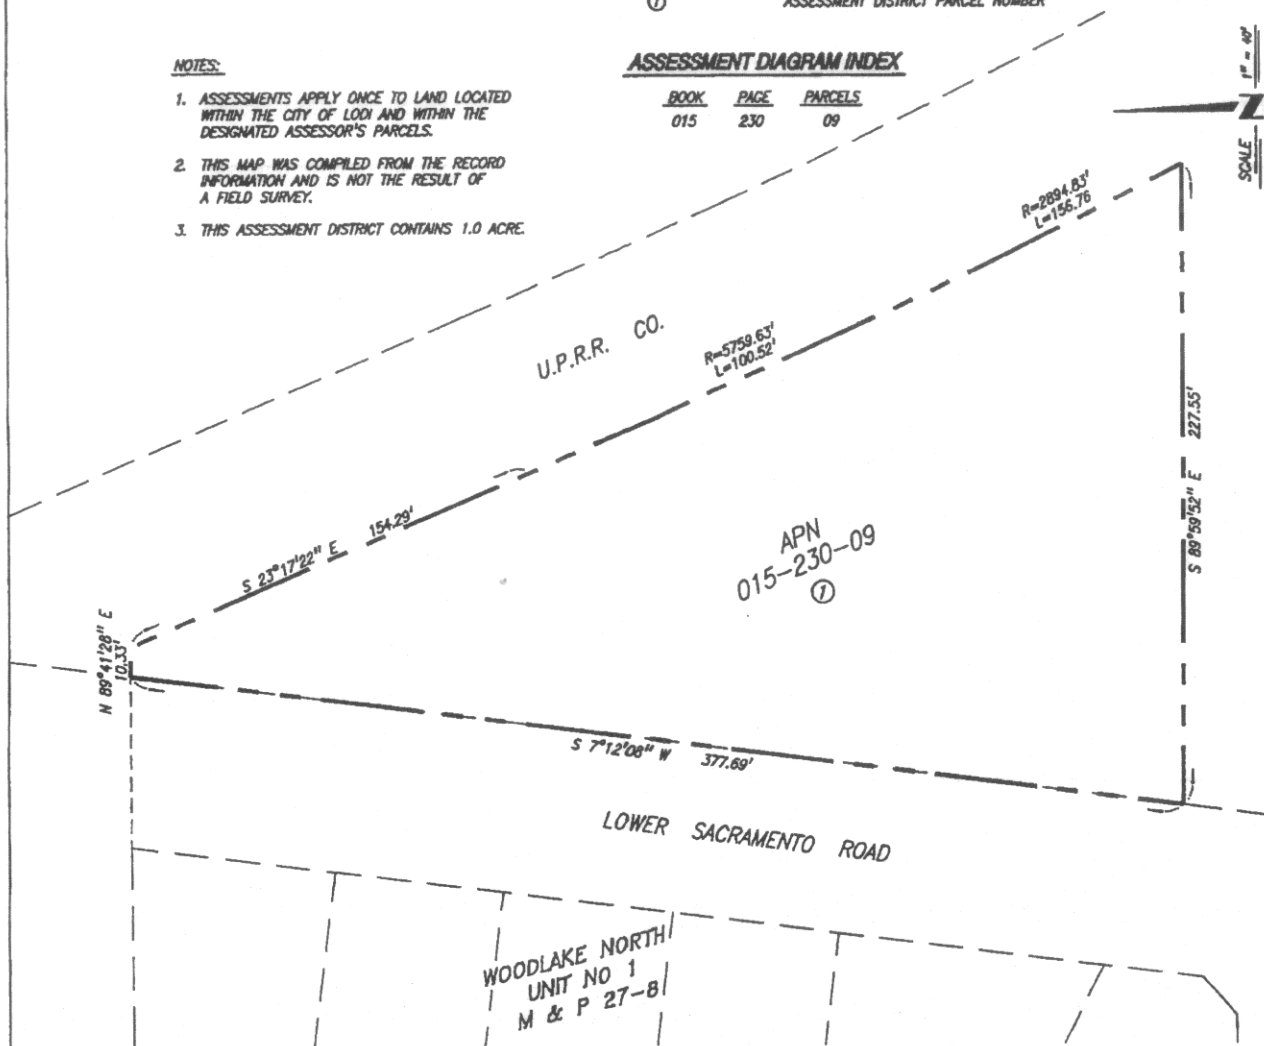 ① ASSESSMENT DISTRICT PARCEL NUMBER
NOTES:
1. ASSESSMENTS APPLY ONCE TO LAND LOCATED
WITHIN THE CITY OF LODI AND WITHIN THE
DESIGNATED ASSESSOR'S PARCELS.
2. THIS MAP WAS COMPILED FROM THE RECORD
INFORMATION AND IS NOT THE RESULT OF
A FIELD SURVEY.
3. THIS ASSESSMENT DISTRICT CONTAINS 1.0 ACRE.
ASSESSMENT DIAGRAM INDEX
BOOK PAGE PARCELS
015 230 09
SCALE 1" = 40'
Z
R=2894.83'
L=156.76
U.P.R.R. CO.
R=5759.63'
L=100.52'
S 89°59'52" E 227.55'
S 23°17'22" E 154.29'
APN
015-230-09
①
N 89°41'28" E
10.33'
S 7°12'08" W 377.69'
LOWER SACRAMENTO ROAD
WOODLAKE NORTH
UNIT NO 1
M & P 27-8